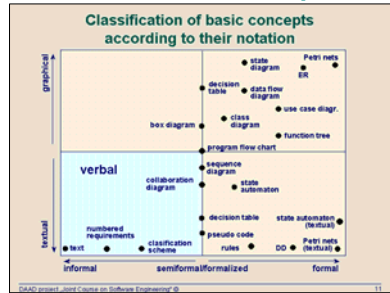 Classification of basic concepts
according to their notation
graphical
textual
state
diagram
Petri nets
ER
decision
table
data flow
diagram
use case diagr.
class
diagram
box diagram
function tree
program flow chart
verbal
sequence
diagram
collaboration
diagram
state
automaton
decision table
state automaton
(textual)
numbered
requirements
pseudo code
text
clasification
scheme
rules
DD
Petri nets
(textual)
informal
semiformal/formalized
formal
DAAD project „Joint Course on Software Engineering" ©
11